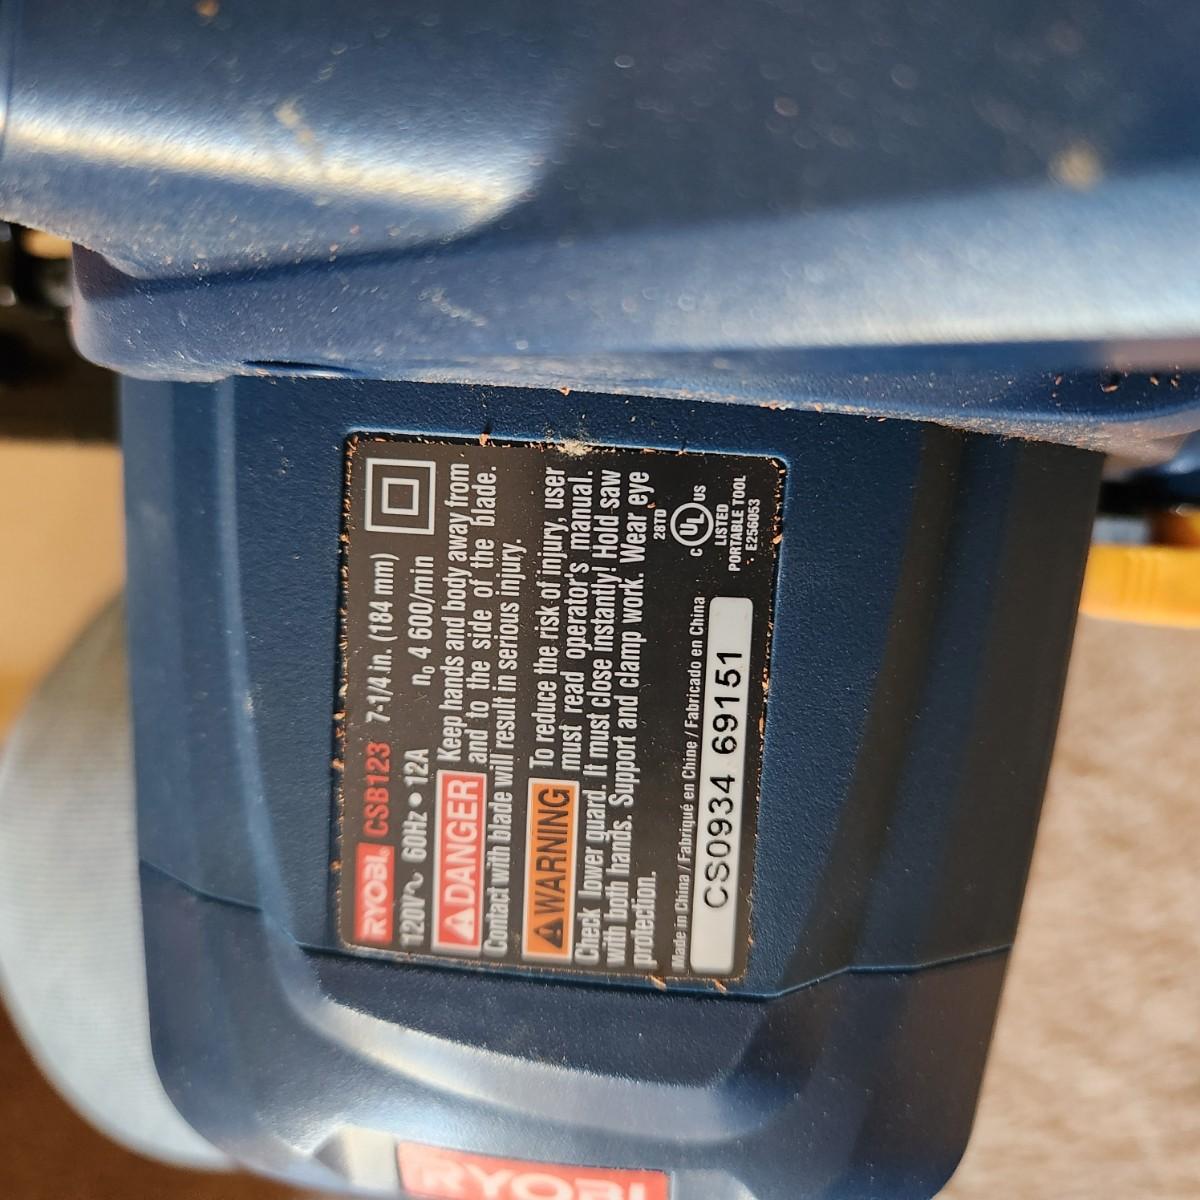 RYOBI CSB123 7-1/4 in. (184 mm)
120V~ 60Hz • 12A n₀ 4 600/min
DANGER Keep hands and body away from
and to the side of the blade.
Contact with blade will result in serious injury.
WARNING To reduce the risk of injury, user
must read operator's manual.
Check lower guard. It must close instantly! Hold saw
with both hands. Support and clamp work. Wear eye
protection.
28TD
C UL US
LISTED
PORTABLE TOOL
E256053
Made in China / Fabriqué en Chine / Fabricado en China
CS0934 69151
RYOBI